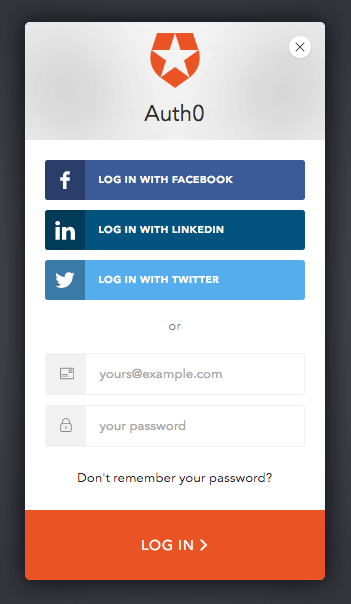 Auth0
LOG IN WITH FACEBOOK
LOG IN WITH LINKEDIN
LOG IN WITH TWITTER
or
yours@example.com
your password
Don't remember your password?
LOG IN